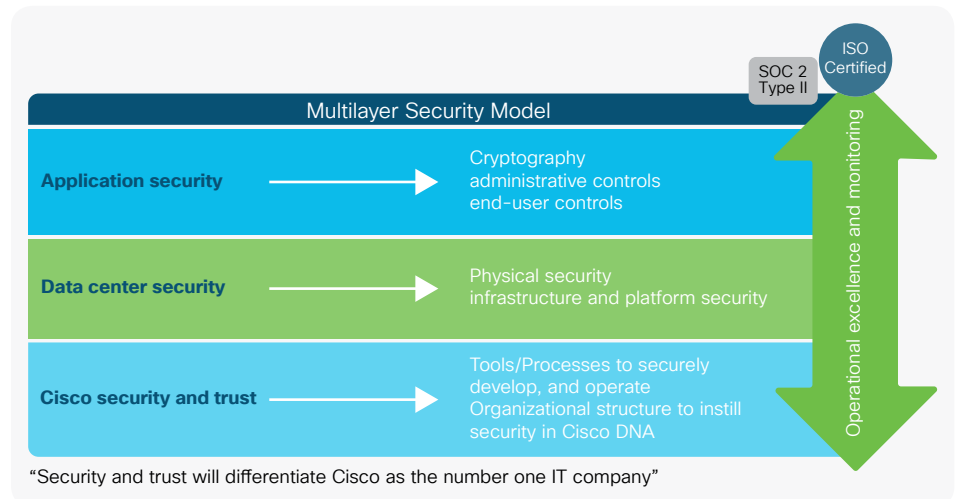 ISO
Certified
SOC 2
Type II
Multilayer Security Model
Application security
Cryptography
administrative controls
end-user controls
Data center security
Physical security
infrastructure and platform security
Cisco security and trust
Tools/Processes to securely
develop, and operate
Organizational structure to instill
security in Cisco DNA
Operational excellence and monitoring
“Security and trust will differentiate Cisco as the number one IT company”